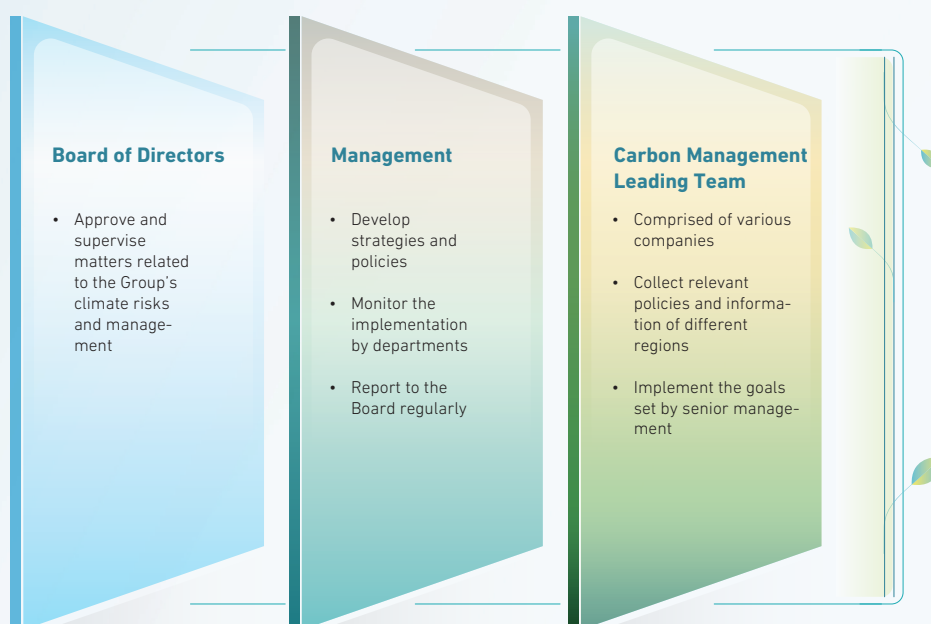 Board of Directors
• Approve and
supervise
matters related
to the Group's
climate risks
and manage-
ment
Management
• Develop
strategies and
policies
• Monitor the
implementation
by departments
• Report to the
Board regularly
Carbon Management
Leading Team
• Comprised of various
companies
• Collect relevant
policies and informa-
tion of different
regions
• Implement the goals
set by senior manage-
ment